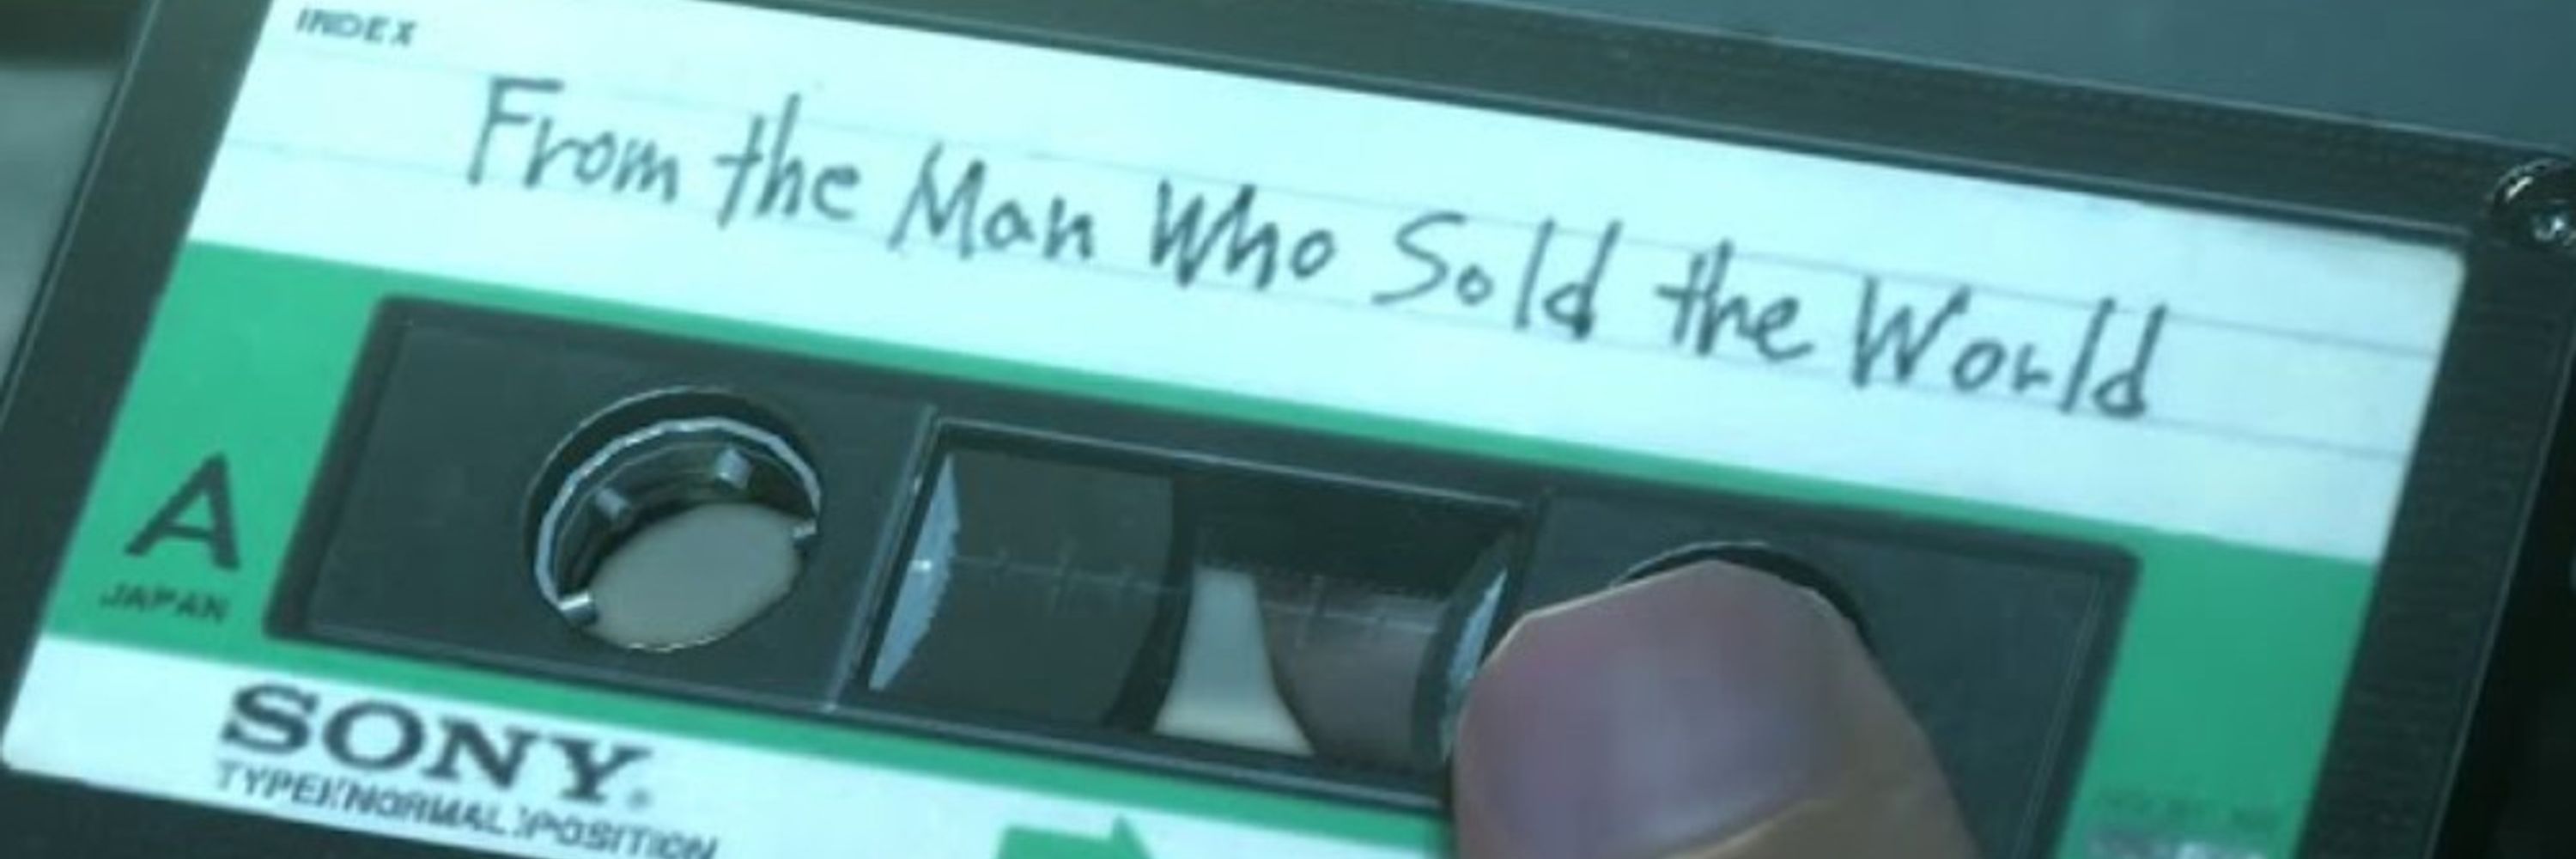 INDEX
From the Man Who Sold the World
A
JAPAN
SONY
TYPE I (NORMAL) POSITION